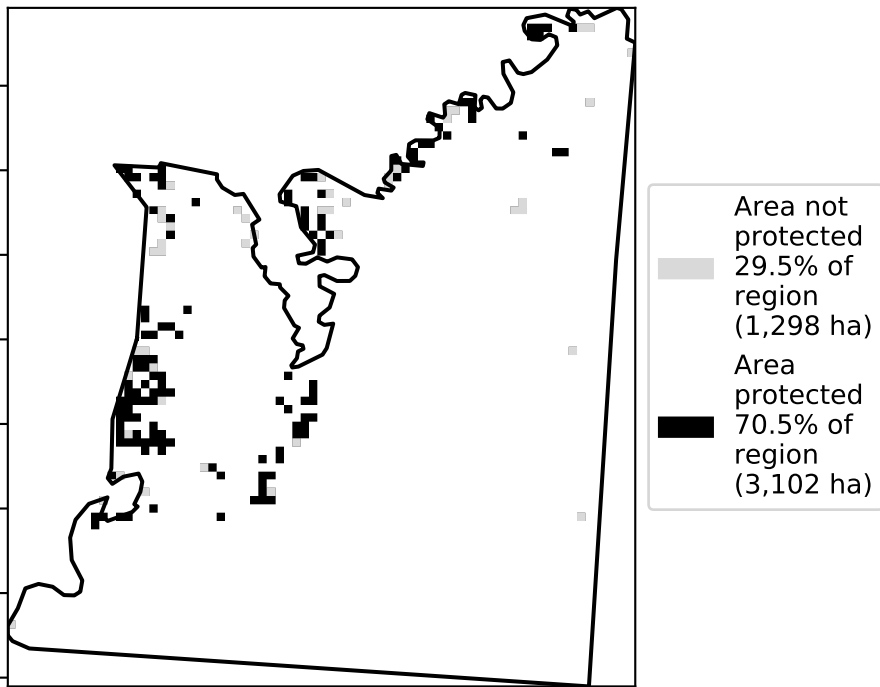 Area not
protected
29.5% of
region
(1,298 ha)
Area
protected
70.5% of
region
(3,102 ha)